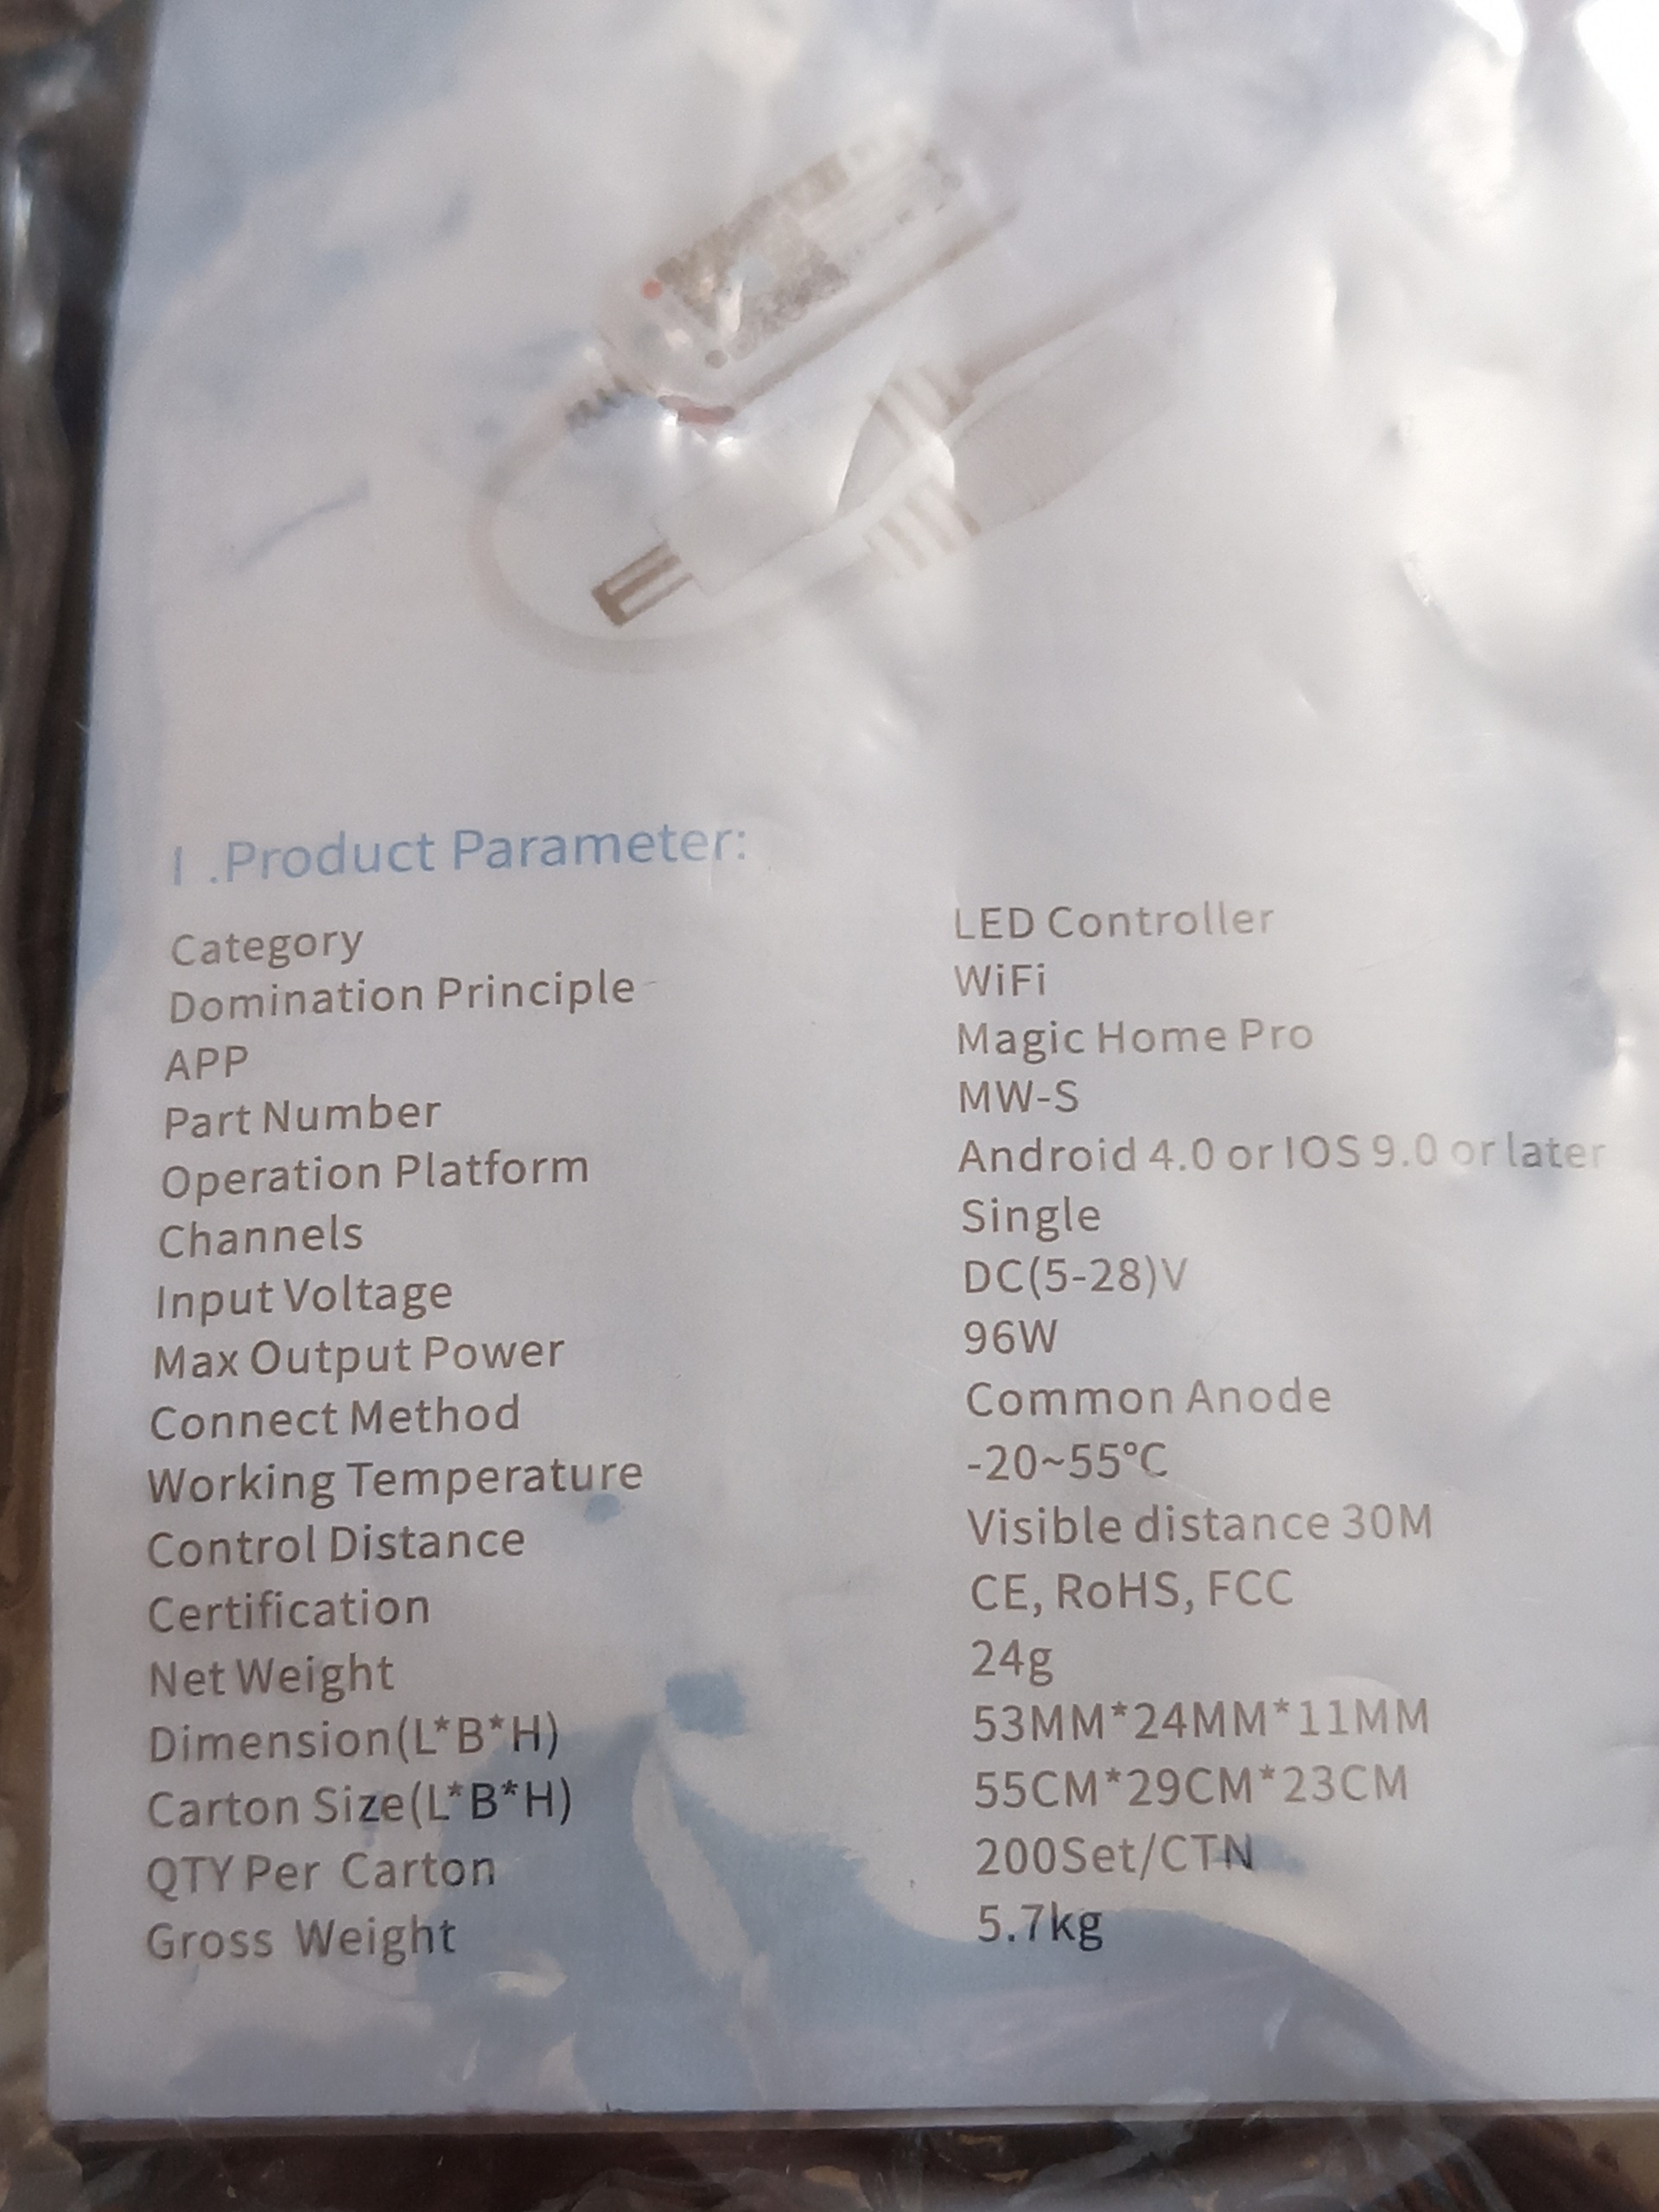 I .Product Parameter:
Category LED Controller
Domination Principle WiFi
APP Magic Home Pro
Part Number MW-S
Operation Platform Android 4.0 or IOS 9.0 or later
Channels Single
Input Voltage DC(5-28)V
Max Output Power 96W
Connect Method Common Anode
Working Temperature -20~55°C
Control Distance Visible distance 30M
Certification CE, RoHS, FCC
Net Weight 24g
Dimension(L*B*H) 53MM*24MM*11MM
Carton Size(L*B*H) 55CM*29CM*23CM
QTY Per Carton 200Set/CTN
Gross Weight 5.7kg